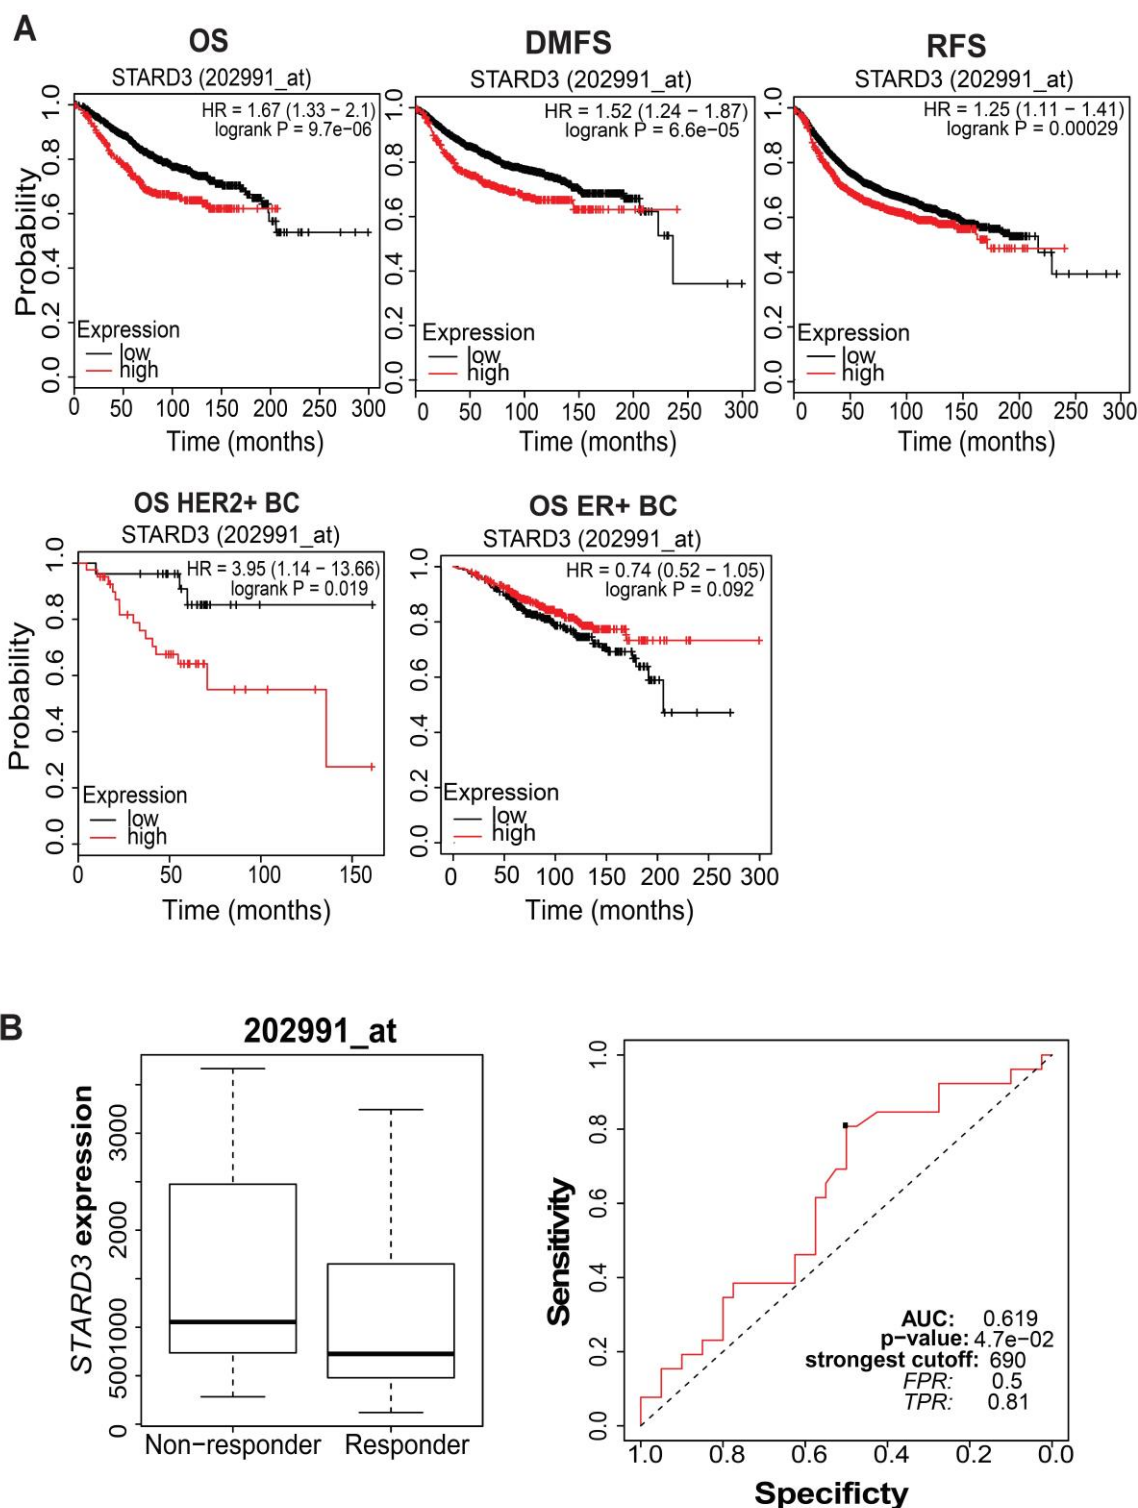 A
OS
STARD3 (202991_at)
HR = 1.67 (1.33 − 2.1)
logrank P = 9.7e−06
Probability
0.0 0.2 0.4 0.6 0.8 1.0
Expression
low
high
0 50 100 150 200 250 300
Time (months)
DMFS
STARD3 (202991_at)
HR = 1.52 (1.24 − 1.87)
logrank P = 6.6e−05
0.0 0.2 0.4 0.6 0.8 1.0
Expression
low
high
0 50 100 150 200 250 300
Time (months)
RFS
STARD3 (202991_at)
HR = 1.25 (1.11 − 1.41)
logrank P = 0.00029
0.0 0.2 0.4 0.6 0.8 1.0
Expression
low
high
0 50 100 150 200 250 300
Time (months)
OS HER2+ BC
STARD3 (202991_at)
HR = 3.95 (1.14 − 13.66)
logrank P = 0.019
Probability
0.0 0.2 0.4 0.6 0.8 1.0
Expression
low
high
0 50 100 150
Time (months)
OS ER+ BC
STARD3 (202991_at)
HR = 0.74 (0.52 − 1.05)
logrank P = 0.092
0.0 0.2 0.4 0.6 0.8 1.0
Expression
low
high
0 50 100 150 200 250 300
Time (months)
B
202991_at
STARD3 expression
0 500 1000 2000 3000
Non−responder Responder
Sensitivity
0.0 0.2 0.4 0.6 0.8 1.0
AUC: 0.619
p−value: 4.7e−02
strongest cutoff: 690
FPR: 0.5
TPR: 0.81
1.0 0.8 0.6 0.4 0.2 0.0
Specificty